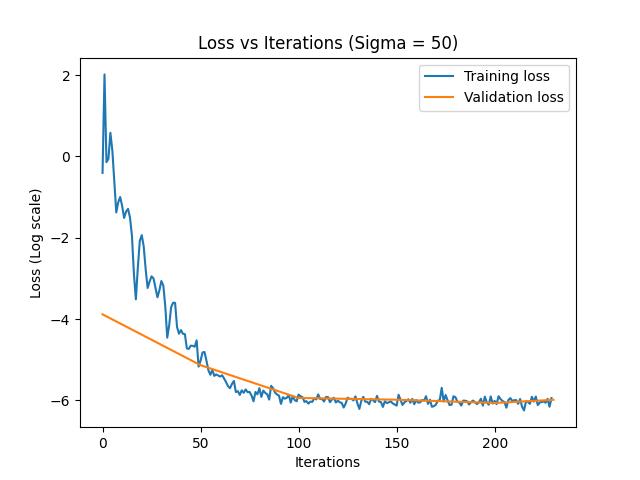 Loss vs Iterations (Sigma = 50)
Training loss
Validation loss
Loss (Log scale)
2
0
−2
−4
−6
0 50 100 150 200
Iterations